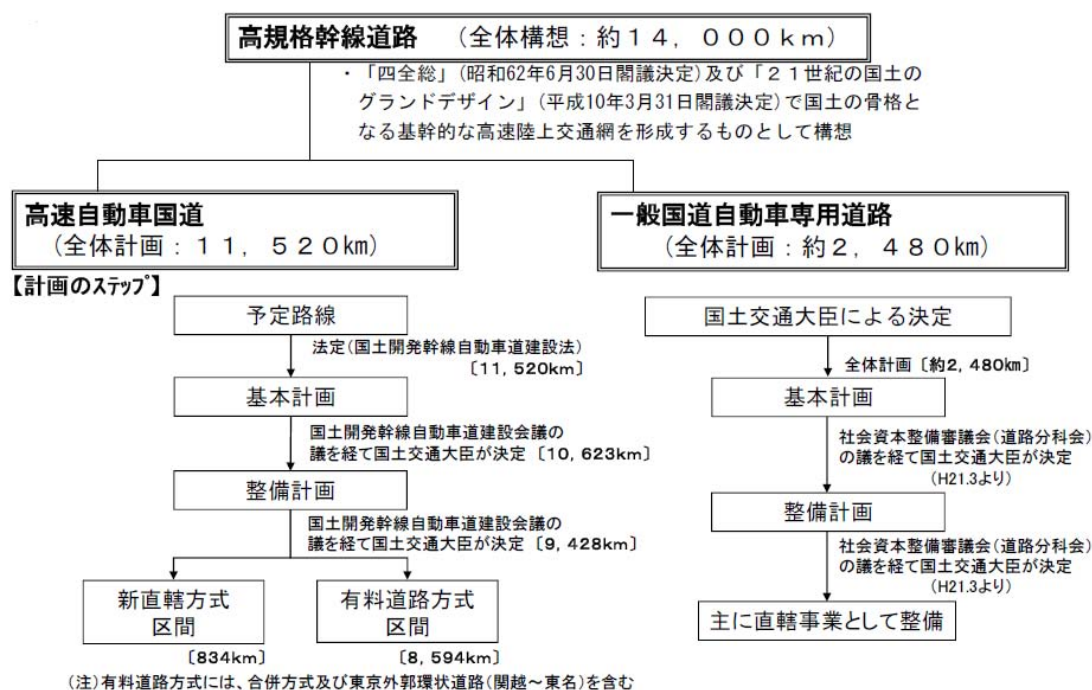 高規格幹線道路　（全体構想：約１４，０００ｋｍ）
・「四全総」(昭和62年6月30日閣議決定)及び「２１世紀の国土の
グランドデザイン」(平成10年3月31日閣議決定)で国土の骨格と
なる基幹的な高速陸上交通網を形成するものとして構想
高速自動車国道
（全体計画：１１，５２０㎞）
一般国道自動車専用道路
（全体計画：約２，４８０㎞）
【計画のｽﾃｯﾌﾟ】
予定路線
法定(国土開発幹線自動車道建設法)
〔11,520km〕
基本計画
国土開発幹線自動車道建設会議の
議を経て国土交通大臣が決定〔10,623km〕
整備計画
国土開発幹線自動車道建設会議の
議を経て国土交通大臣が決定〔9,428km〕
新直轄方式
区間
〔834km〕
有料道路方式
区間
〔8,594km〕
国土交通大臣による決定
全体計画〔約2,480㎞〕
基本計画
社会資本整備審議会(道路分科会)
の議を経て国土交通大臣が決定
(H21.3より)
整備計画
社会資本整備審議会(道路分科会)
の議を経て国土交通大臣が決定
(H21.3より)
主に直轄事業として整備
(注)有料道路方式には、合併方式及び東京外郭環状道路(関越～東名)を含む